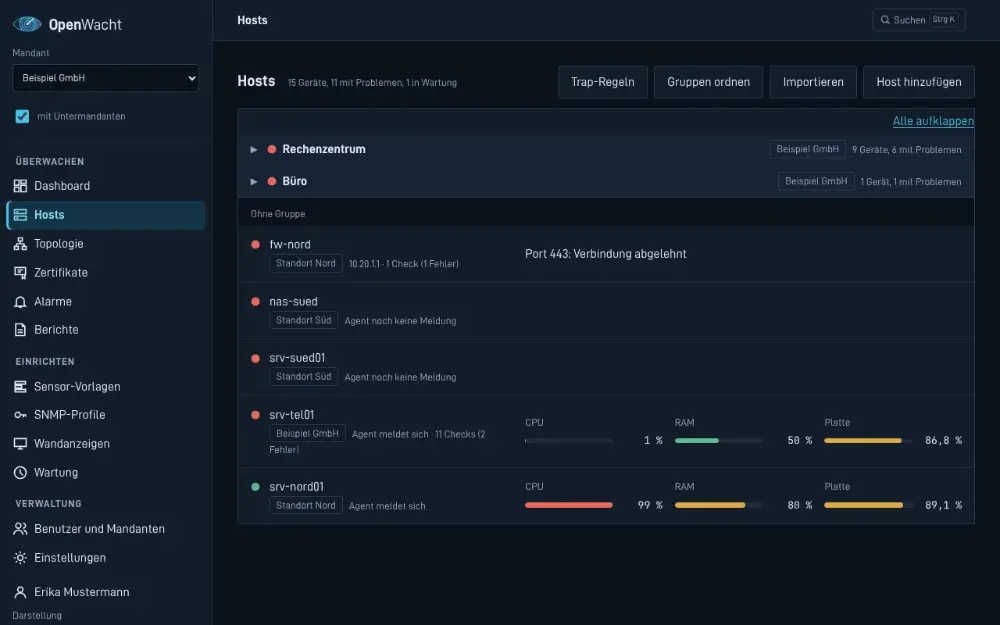 OpenWacht
Mandant
Beispiel GmbH
mit Untermandanten
ÜBERWACHEN
Dashboard
Hosts
Topologie
Zertifikate
Alarme
Berichte
EINRICHTEN
Sensor-Vorlagen
SNMP-Profile
Wandanzeigen
Wartung
VERWALTUNG
Benutzer und Mandanten
Einstellungen
Erika Mustermann
Darstellung
Hosts
Suchen Strg K
Hosts 15 Geräte, 11 mit Problemen, 1 in Wartung
Trap-Regeln Gruppen ordnen Importieren Host hinzufügen
Alle aufklappen
Rechenzentrum Beispiel GmbH 9 Geräte, 6 mit Problemen
Büro Beispiel GmbH 1 Gerät, 1 mit Problemen
Ohne Gruppe
fw-nord
Standort Nord 10.20.1.1 · 1 Check (1 Fehler)
Port 443: Verbindung abgelehnt
nas-sued
Standort Süd Agent noch keine Meldung
srv-sued01
Standort Süd Agent noch keine Meldung
srv-tel01
Beispiel GmbH Agent meldet sich · 11 Checks (2
Fehler)
CPU RAM Platte
1 % 50 % 86,8 %
srv-nord01
Standort Nord Agent meldet sich
CPU RAM Platte
99 % 80 % 89,1 %